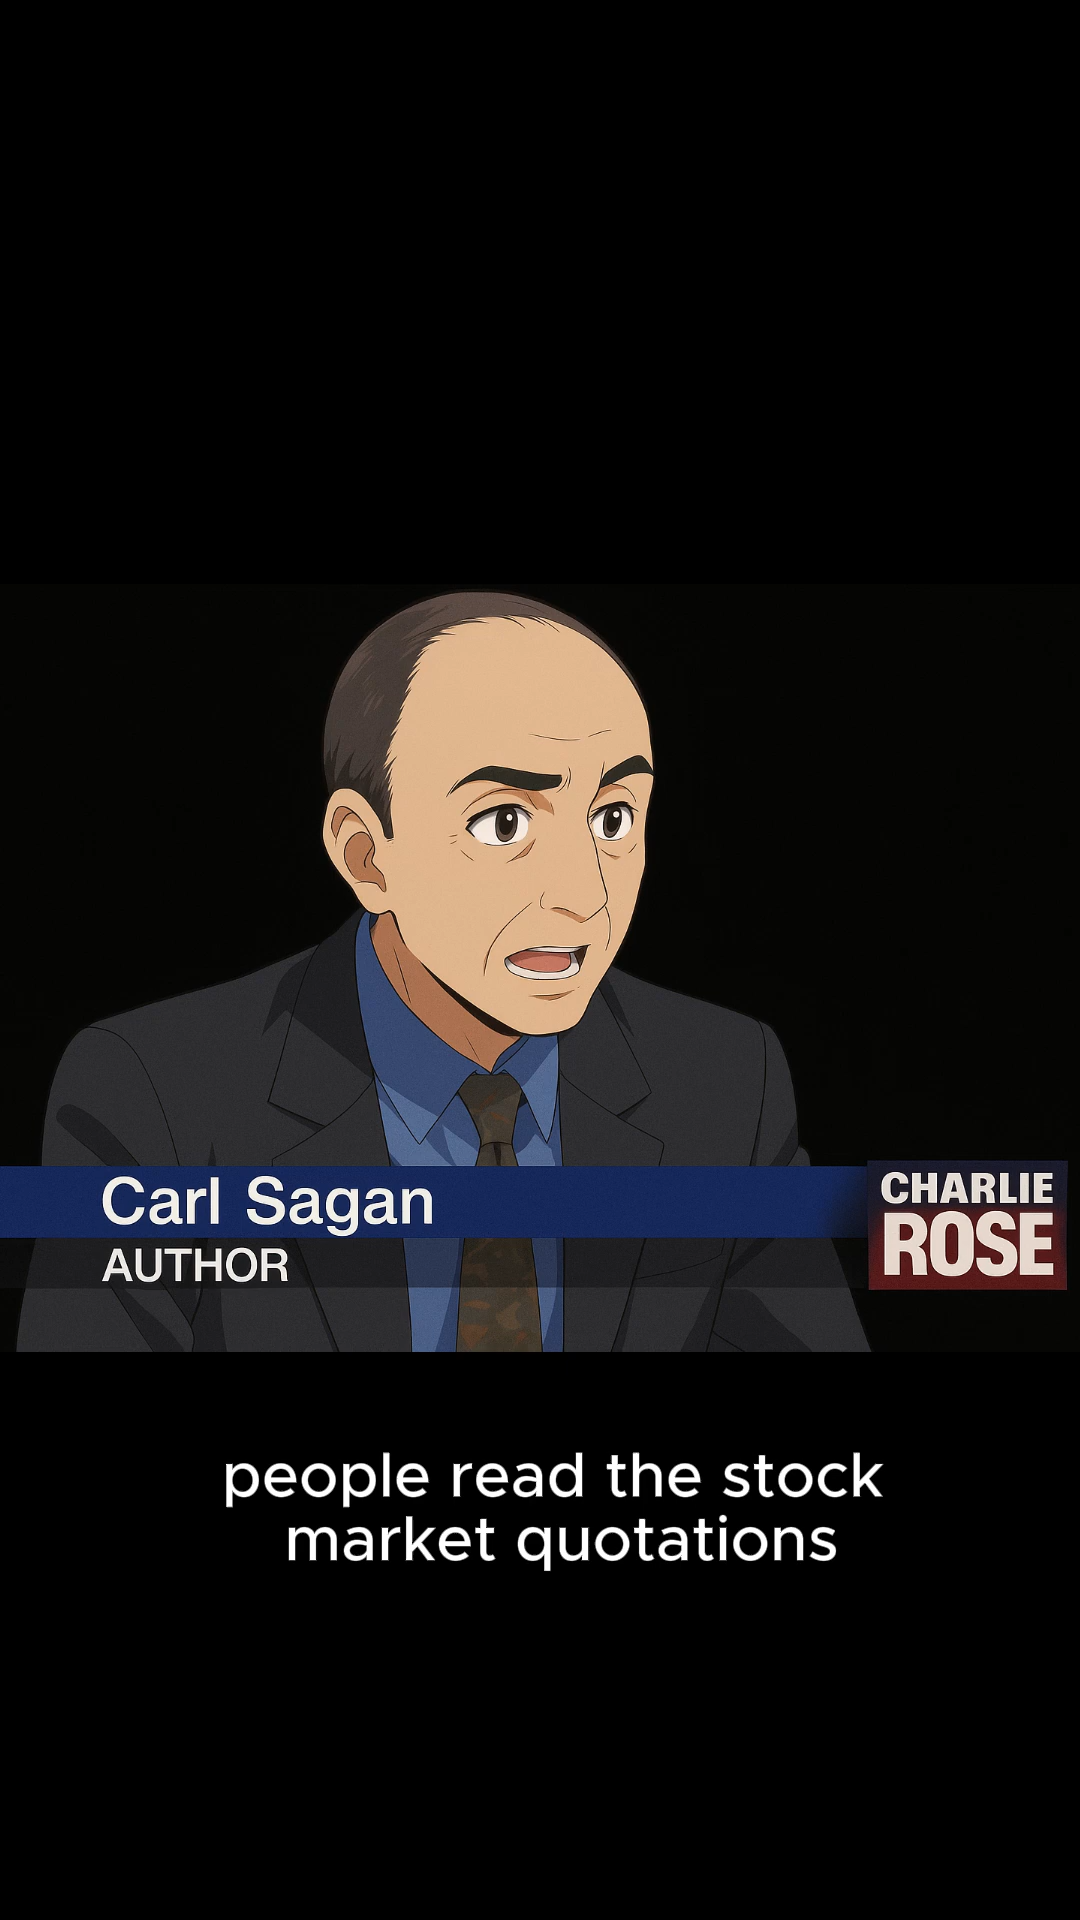 Carl Sagan
AUTHOR
CHARLIE
ROSE
people read the stock
market quotations